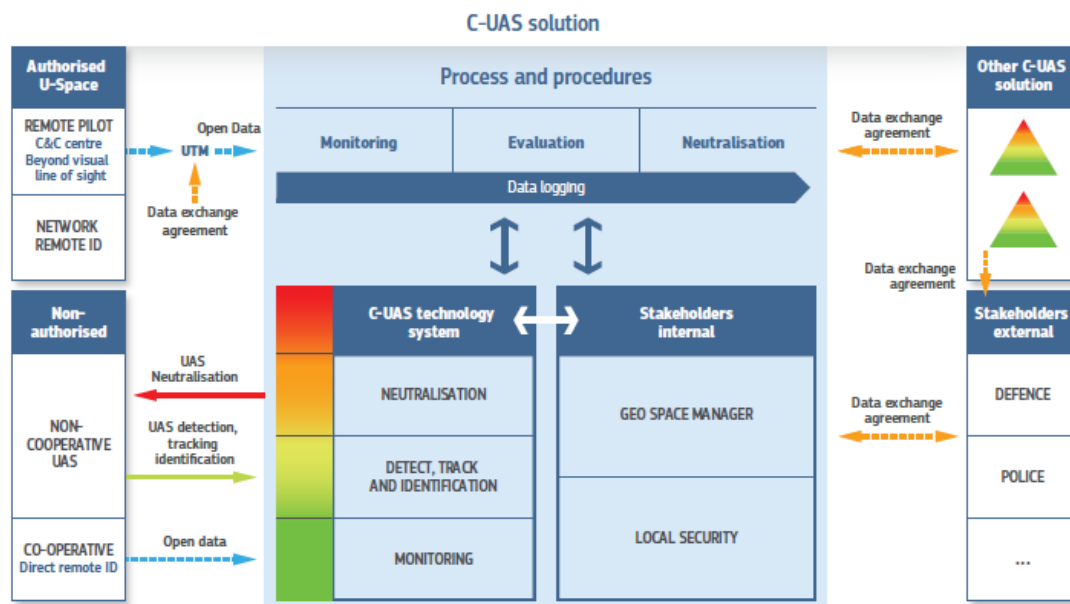 C-UAS solution
Authorised
U-Space
REMOTE PILOT
C&C centre
Beyond visual
line of sight
NETWORK
REMOTE ID
Open Data
UTM
Data exchange
agreement
Process and procedures
Monitoring
Evaluation
Neutralisation
Data logging
Data exchange
agreement
Other C-UAS
solution
Data exchange
agreement
Non-
authorised
NON-
COOPERATIVE
UAS
CO-OPERATIVE
Direct remote ID
UAS
Neutralisation
UAS detection,
tracking
identification
Open data
C-UAS technology
system
NEUTRALISATION
DETECT, TRACK
AND IDENTIFICATION
MONITORING
Stakeholders
internal
GEO SPACE MANAGER
LOCAL SECURITY
Data exchange
agreement
Stakeholders
external
DEFENCE
POLICE
...